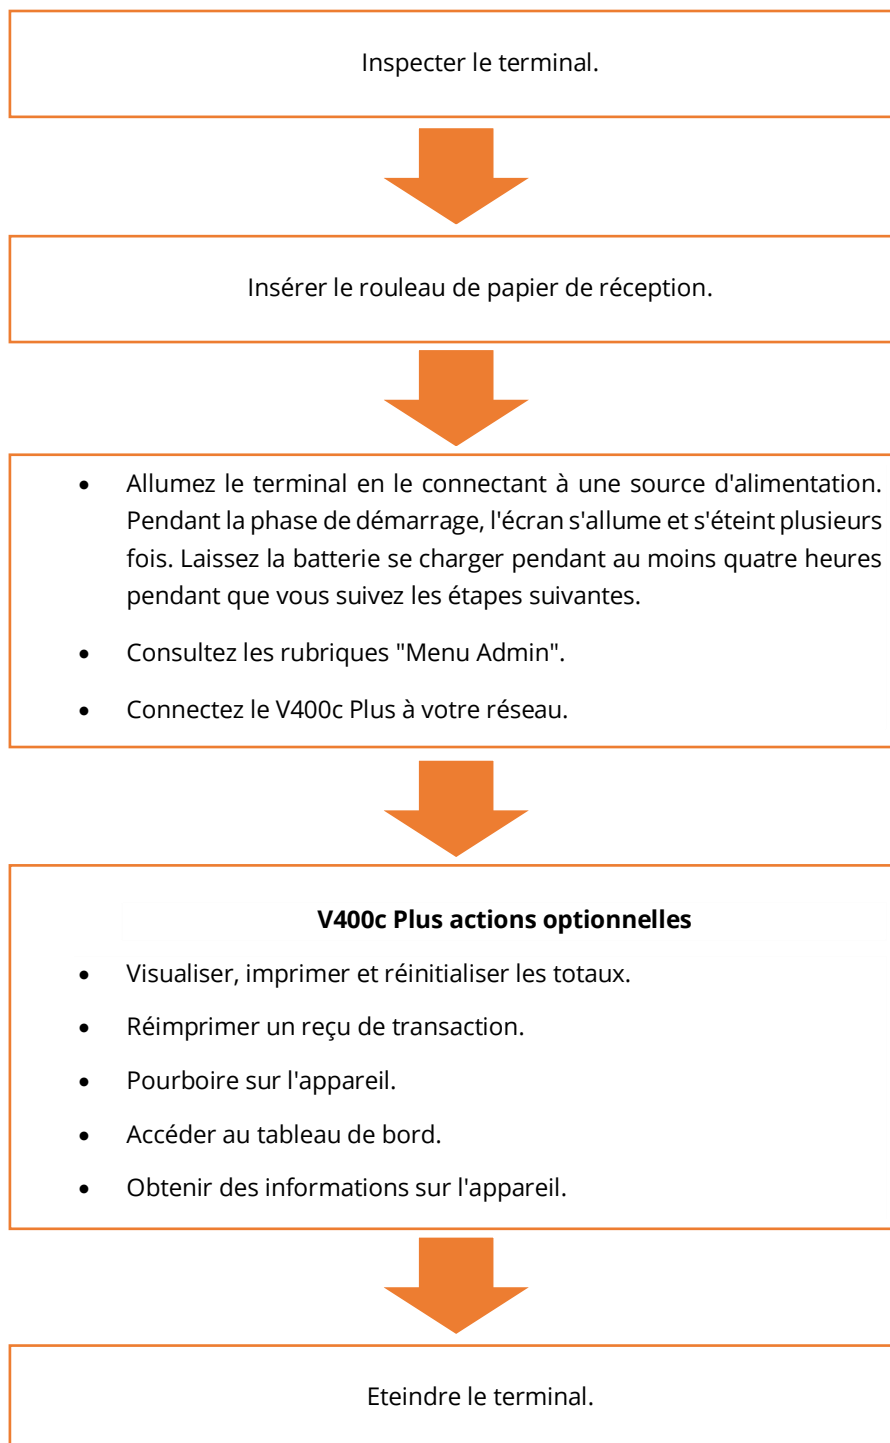 Inspecter le terminal.
Insérer le rouleau de papier de réception.
• Allumez le terminal en le connectant à une source d'alimentation.
Pendant la phase de démarrage, l'écran s'allume et s'éteint plusieurs
fois. Laissez la batterie se charger pendant au moins quatre heures
pendant que vous suivez les étapes suivantes.
• Consultez les rubriques "Menu Admin".
• Connectez le V400c Plus à votre réseau.
V400c Plus actions optionnelles
• Visualiser, imprimer et réinitialiser les totaux.
• Réimprimer un reçu de transaction.
• Pourboire sur l'appareil.
• Accéder au tableau de bord.
• Obtenir des informations sur l'appareil.
Eteindre le terminal.